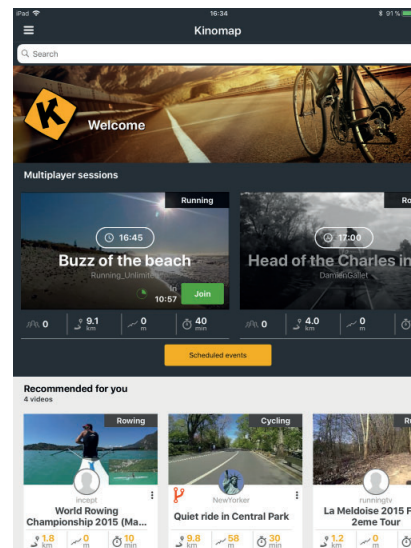 iPad 16:34 91 %
Kinomap
Search
K
Welcome
Multiplayer sessions
Running
Ro
16:45
17:00
Buzz of the beach
Head of the Charles in
Running_Unlimite
DamienGallet
in
10:57
Join
0
9.1
km
0
m
40
min
0
4.0
km
0
m
Scheduled events
Recommended for you
4 videos
Rowing
Cycling
Ru
incept
NewYorker
runningtv
World Rowing
Championship 2015 (Ma...
Quiet ride in Central Park
La Meldoise 2015 F
2eme Tour
1.8
km
0
m
10
min
9.8
km
58
m
30
min
1.2
km
0
m